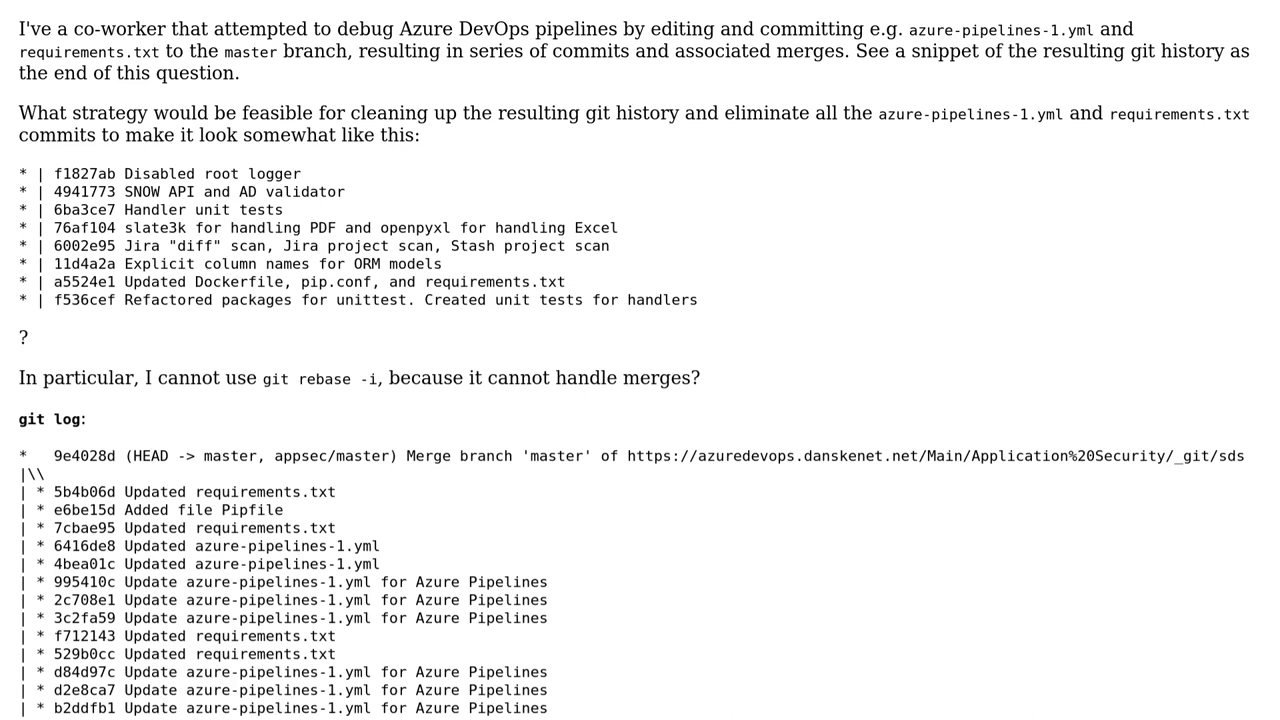 I've a co-worker that attempted to debug Azure DevOps pipelines by editing and committing e.g. azure-pipelines-1.yml and
requirements.txt to the master branch, resulting in series of commits and associated merges. See a snippet of the resulting git history as
the end of this question.
What strategy would be feasible for cleaning up the resulting git history and eliminate all the azure-pipelines-1.yml and requirements.txt
commits to make it look somewhat like this:
* | f1827ab Disabled root logger
* | 4941773 SNOW API and AD validator
* | 6ba3ce7 Handler unit tests
* | 76af104 slate3k for handling PDF and openpyxl for handling Excel
* | 6002e95 Jira "diff" scan, Jira project scan, Stash project scan
* | 11d4a2a Explicit column names for ORM models
* | a5524e1 Updated Dockerfile, pip.conf, and requirements.txt
* | f536cef Refactored packages for unittest. Created unit tests for handlers
?
In particular, I cannot use git rebase -i, because it cannot handle merges?
git log:
*   9e4028d (HEAD -> master, appsec/master) Merge branch 'master' of https://azuredevops.danskenet.net/Main/Application%20Security/_git/sds
|\\
| * 5b4b06d Updated requirements.txt
| * e6be15d Added file Pipfile
| * 7cbae95 Updated requirements.txt
| * 6416de8 Updated azure-pipelines-1.yml
| * 4bea01c Updated azure-pipelines-1.yml
| * 995410c Update azure-pipelines-1.yml for Azure Pipelines
| * 2c708e1 Update azure-pipelines-1.yml for Azure Pipelines
| * 3c2fa59 Update azure-pipelines-1.yml for Azure Pipelines
| * f712143 Updated requirements.txt
| * 529b0cc Updated requirements.txt
| * d84d97c Update azure-pipelines-1.yml for Azure Pipelines
| * d2e8ca7 Update azure-pipelines-1.yml for Azure Pipelines
| * b2ddfb1 Update azure-pipelines-1.yml for Azure Pipelines